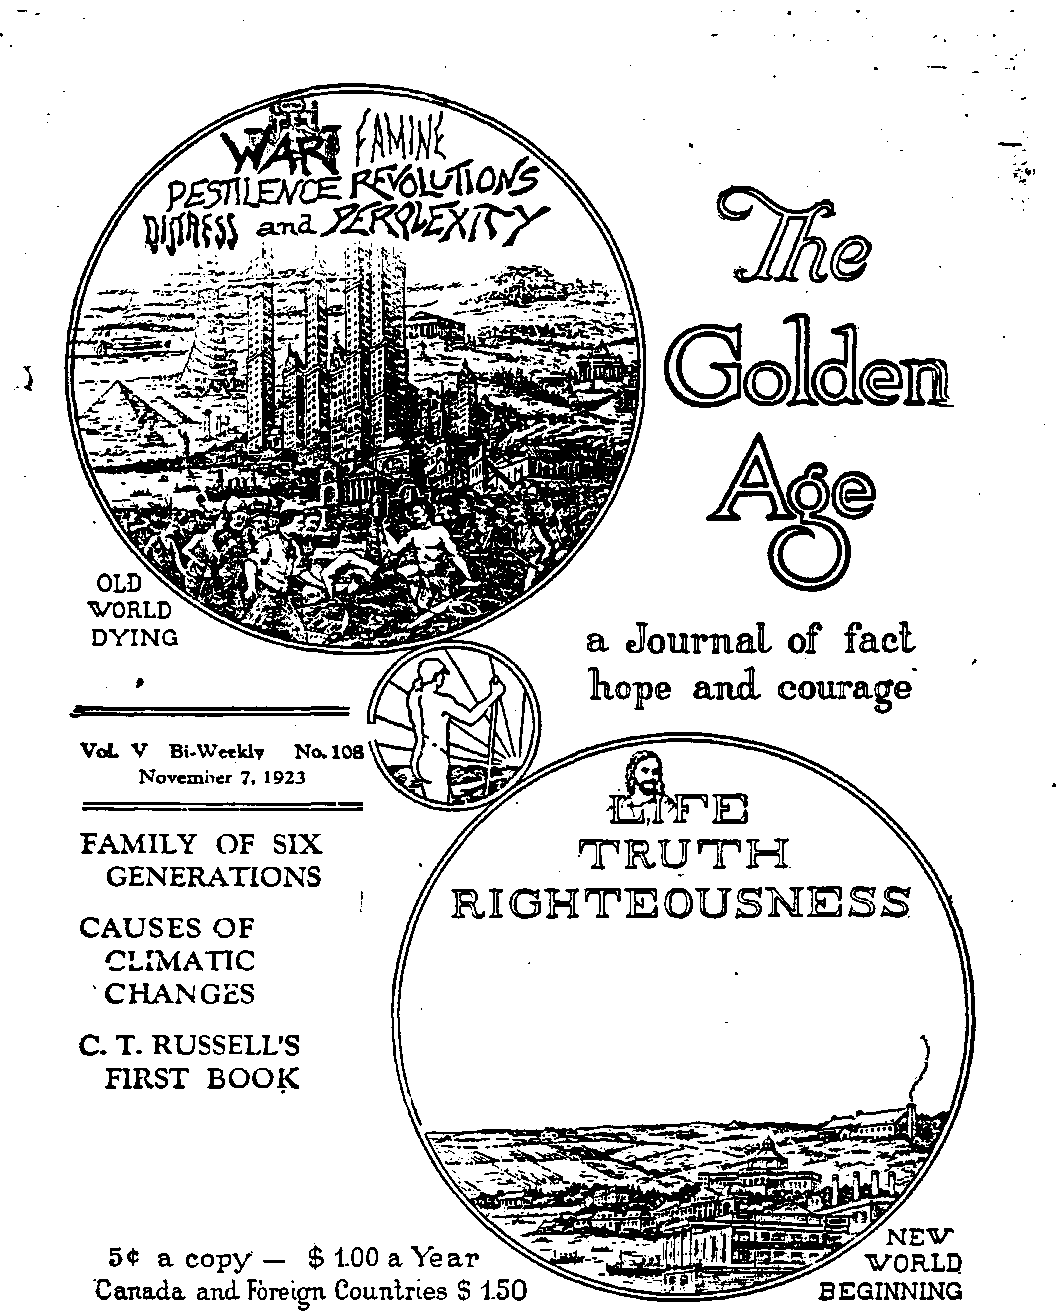 WAR FAMINE
PESTILENCE REVOLUTIONS
DISTRESS and PERPLEXITY
The
Golden
Age
OLD
WORLD
DYING
a Journal of fact
hope and courage
Vol. V Bi-Weekly No. 108
November 7, 1923
FAMILY OF SIX
GENERATIONS
CAUSES OF
CLIMATIC
CHANGES
C. T. RUSSELL'S
FIRST BOOK
LIFE
TRUTH
RIGHTEOUSNESS
5¢ a copy — $ 1.00 a Year
Canada and Foreign Countries $ 1.50
NEW
WORLD
BEGINNING